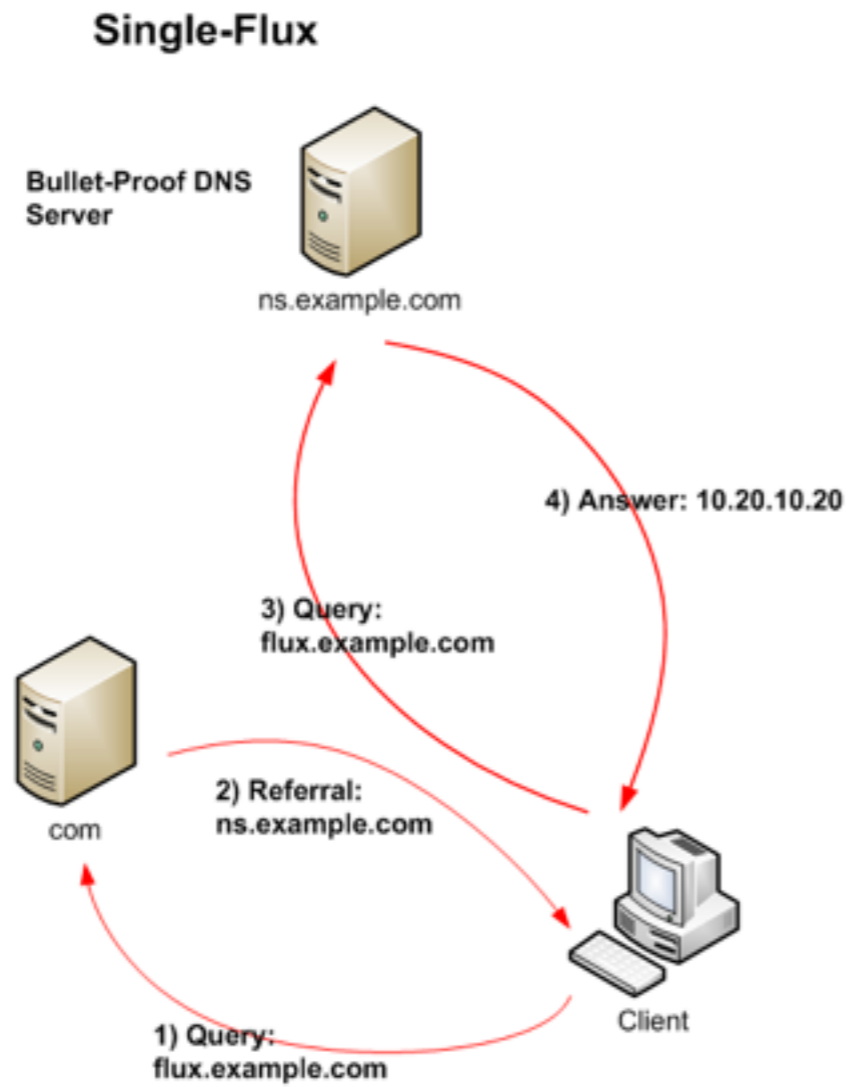 Single-Flux
Bullet-Proof DNS
Server
ns.example.com
4) Answer: 10.20.10.20
3) Query:
flux.example.com
2) Referral:
ns.example.com
com
Client
1) Query:
flux.example.com